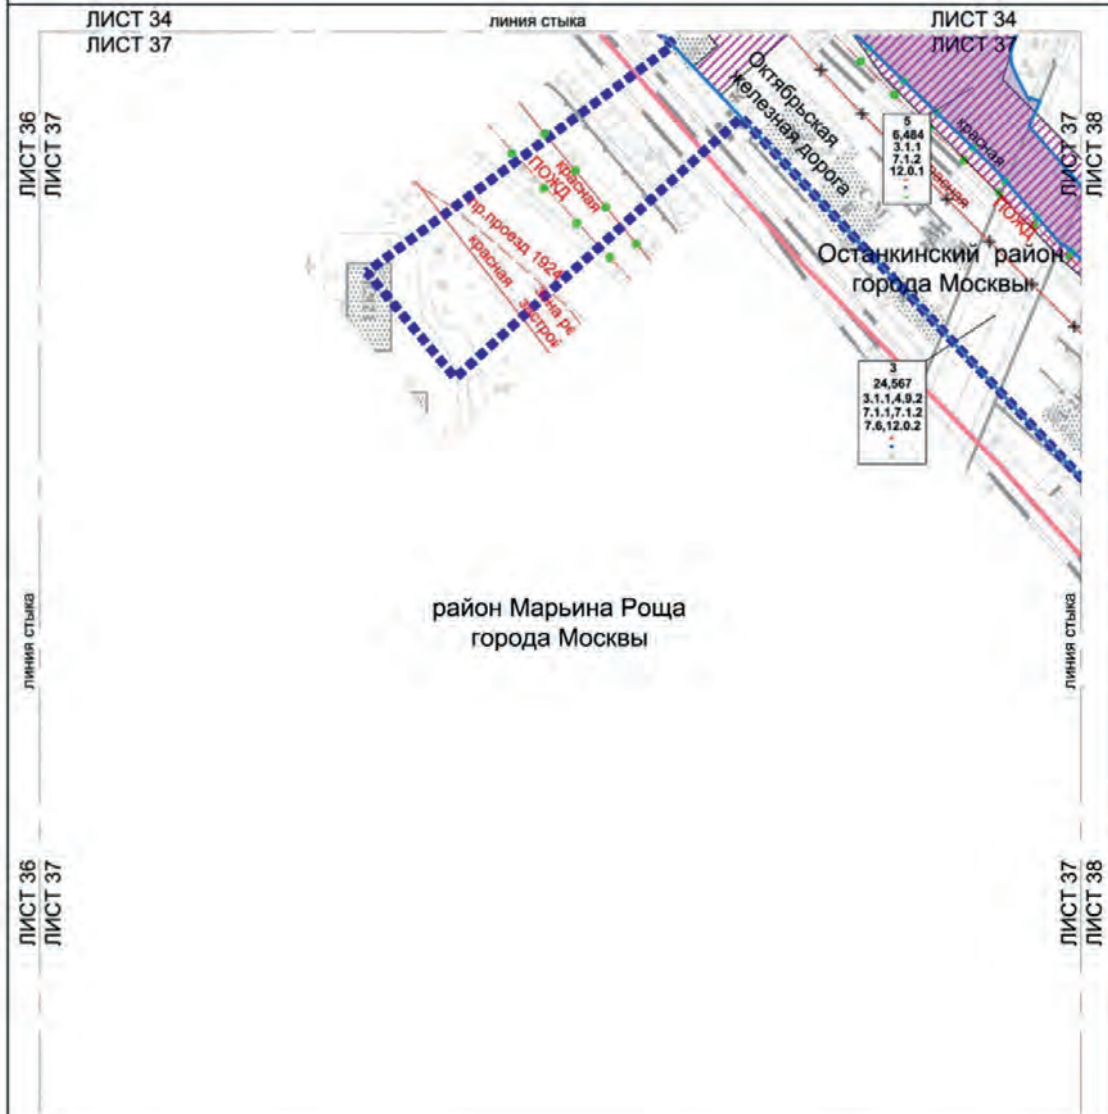 ЛИСТ 34
ЛИСТ 37
линия стыка
ЛИСТ 34
ЛИСТ 37
ЛИСТ 36
ЛИСТ 37
ЛИСТ 37
ЛИСТ 38
Октябрьская
железная дорога
5
6,484
3.1.1
7.1.2
12.0.1
красная
красная
ПОЖД
красная
ПОЖД
пр.проезд 1924
красная
застрой
Останкинский район
города Москвы
3
24,567
3.1.1,4.9.2
7.1.1,7.1.2
7.6,12.0.2
район Марьина Роща
города Москвы
линия стыка
линия стыка
ЛИСТ 36
ЛИСТ 37
ЛИСТ 37
ЛИСТ 38